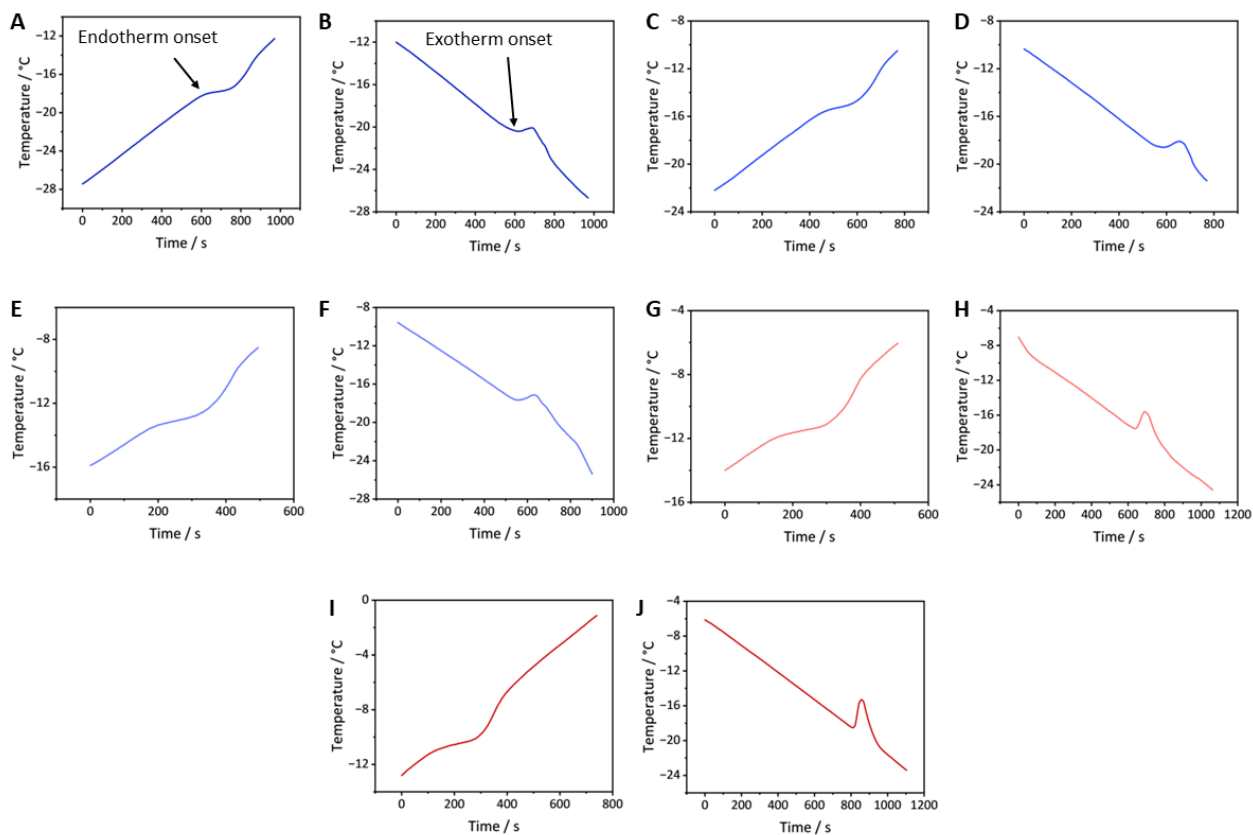 A
Endotherm onset
Temperature / °C
−12
−16
−20
−24
−28
0 200 400 600 800 1000
Time / s
B
Exotherm onset
Temperature / °C
−12
−16
−20
−24
−28
0 200 400 600 800 1000
Time / s
C
Temperature / °C
−8
−12
−16
−20
−24
0 200 400 600 800
Time / s
D
Temperature / °C
−8
−12
−16
−20
−24
0 200 400 600 800
Time / s
E
Temperature / °C
−8
−12
−16
0 200 400 600
Time / s
F
Temperature / °C
−8
−12
−16
−20
−24
−28
0 200 400 600 800 1000
Time / s
G
Temperature / °C
−4
−8
−12
−16
0 200 400 600
Time / s
H
Temperature / °C
−4
−8
−12
−16
−20
−24
0 200 400 600 800 1000 1200
Time / s
I
Temperature / °C
0
−4
−8
−12
0 200 400 600 800
Time / s
J
Temperature / °C
−4
−8
−12
−16
−20
−24
0 200 400 600 800 1000 1200
Time / s